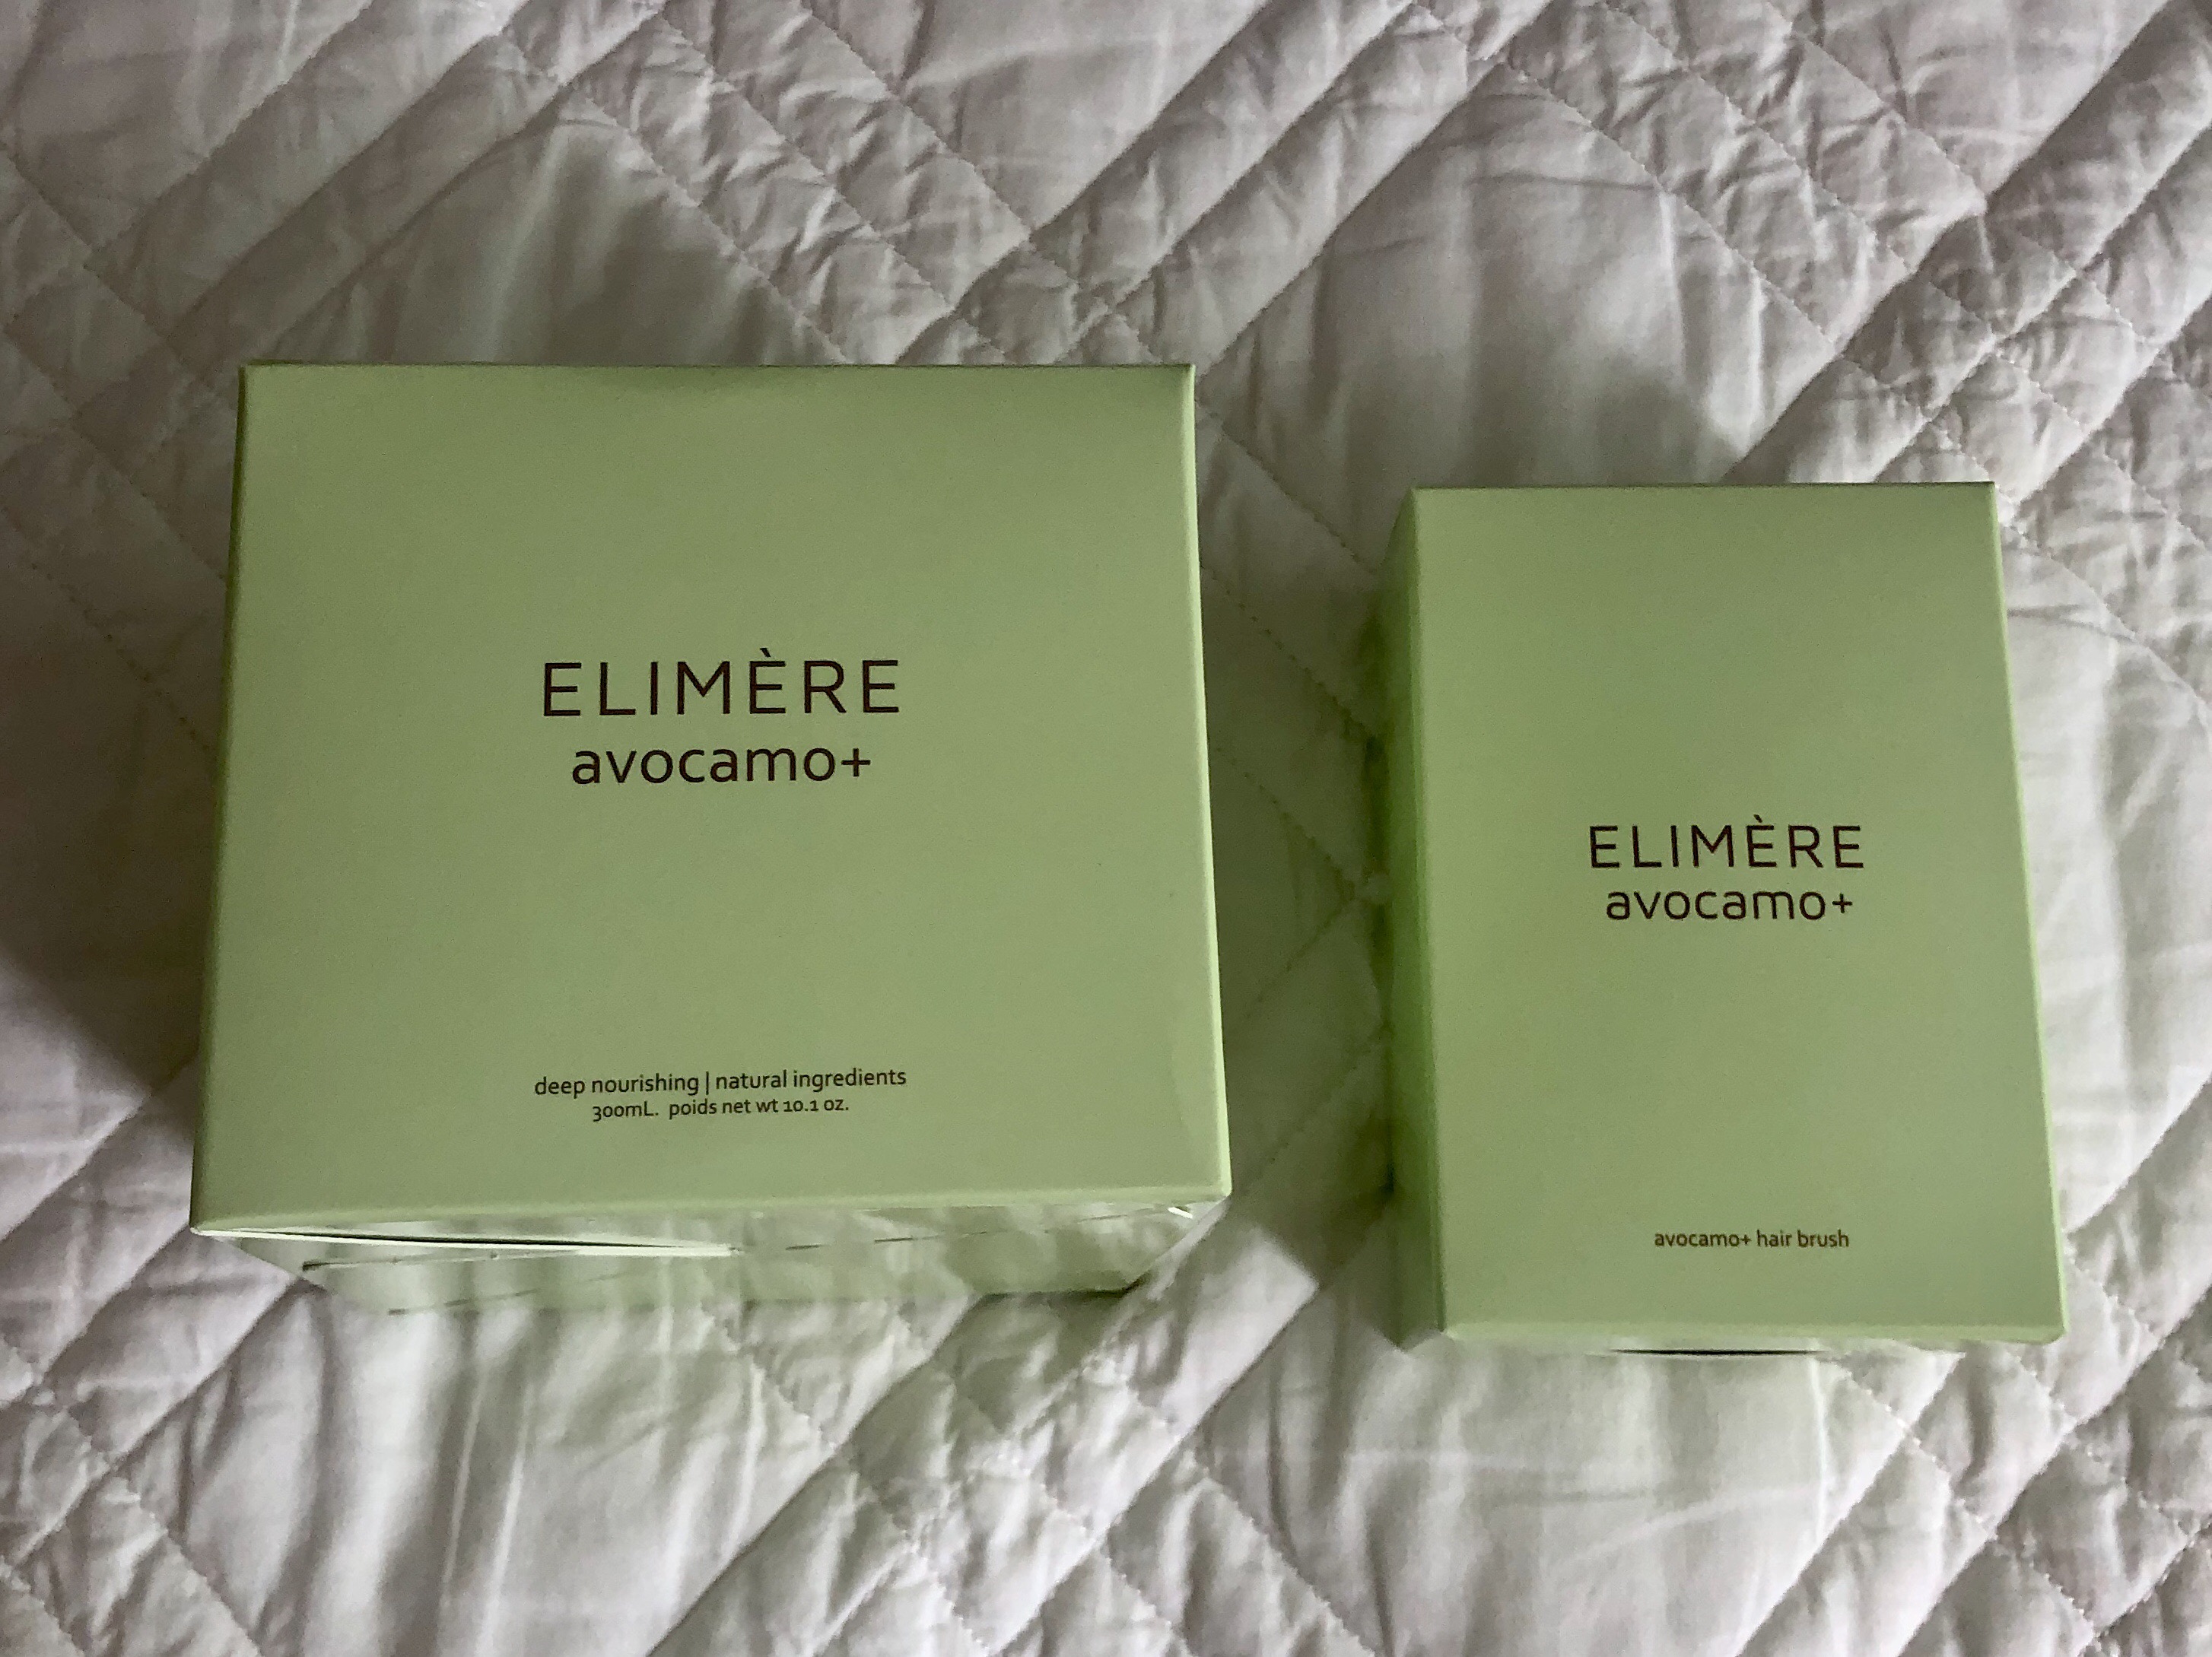 ELIMÈRE
avocamo+
deep nourishing | natural ingredients
300mL. poids net wt 10.1 oz.
ELIMÈRE
avocamo+
avocamo+ hair brush